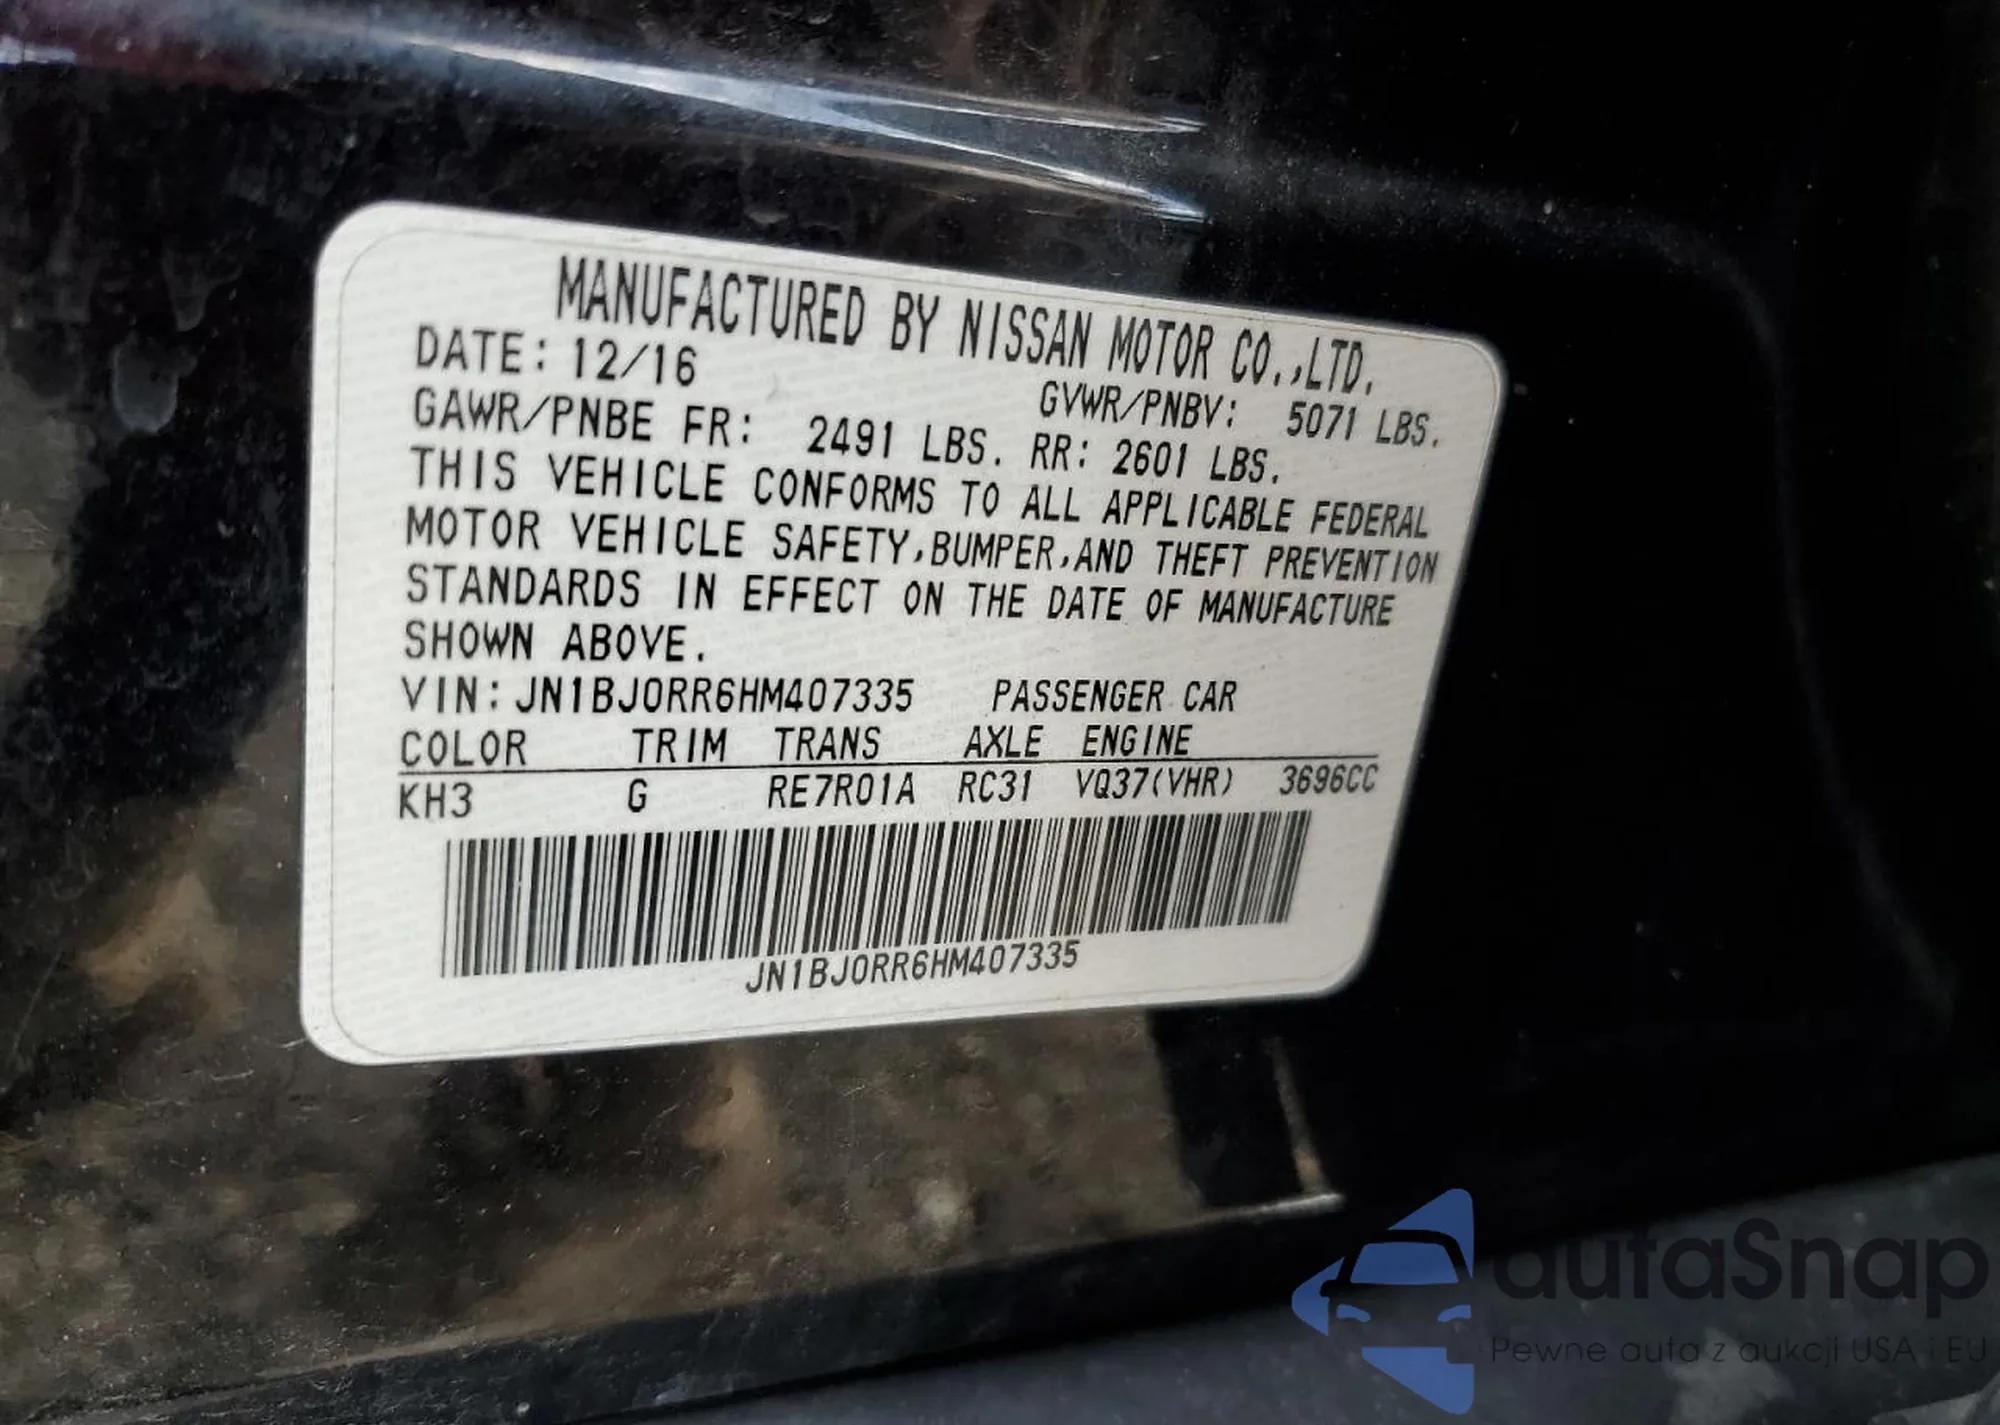 MANUFACTURED BY NISSAN MOTOR CO.,LTD.
DATE: 12/16
GVWR/PNBV: 5071 LBS.
GAWR/PNBE FR: 2491 LBS. RR: 2601 LBS.
THIS VEHICLE CONFORMS TO ALL APPLICABLE FEDERAL
MOTOR VEHICLE SAFETY,BUMPER,AND THEFT PREVENTION
STANDARDS IN EFFECT ON THE DATE OF MANUFACTURE
SHOWN ABOVE.
VIN: JN1BJ0RR6HM407335 PASSENGER CAR
COLOR TRIM TRANS AXLE ENGINE
KH3 G RE7R01A RC31 VQ37(VHR) 3696CC
JN1BJ0RR6HM407335
autaSnap
Pewne auta z aukcji USA i EU